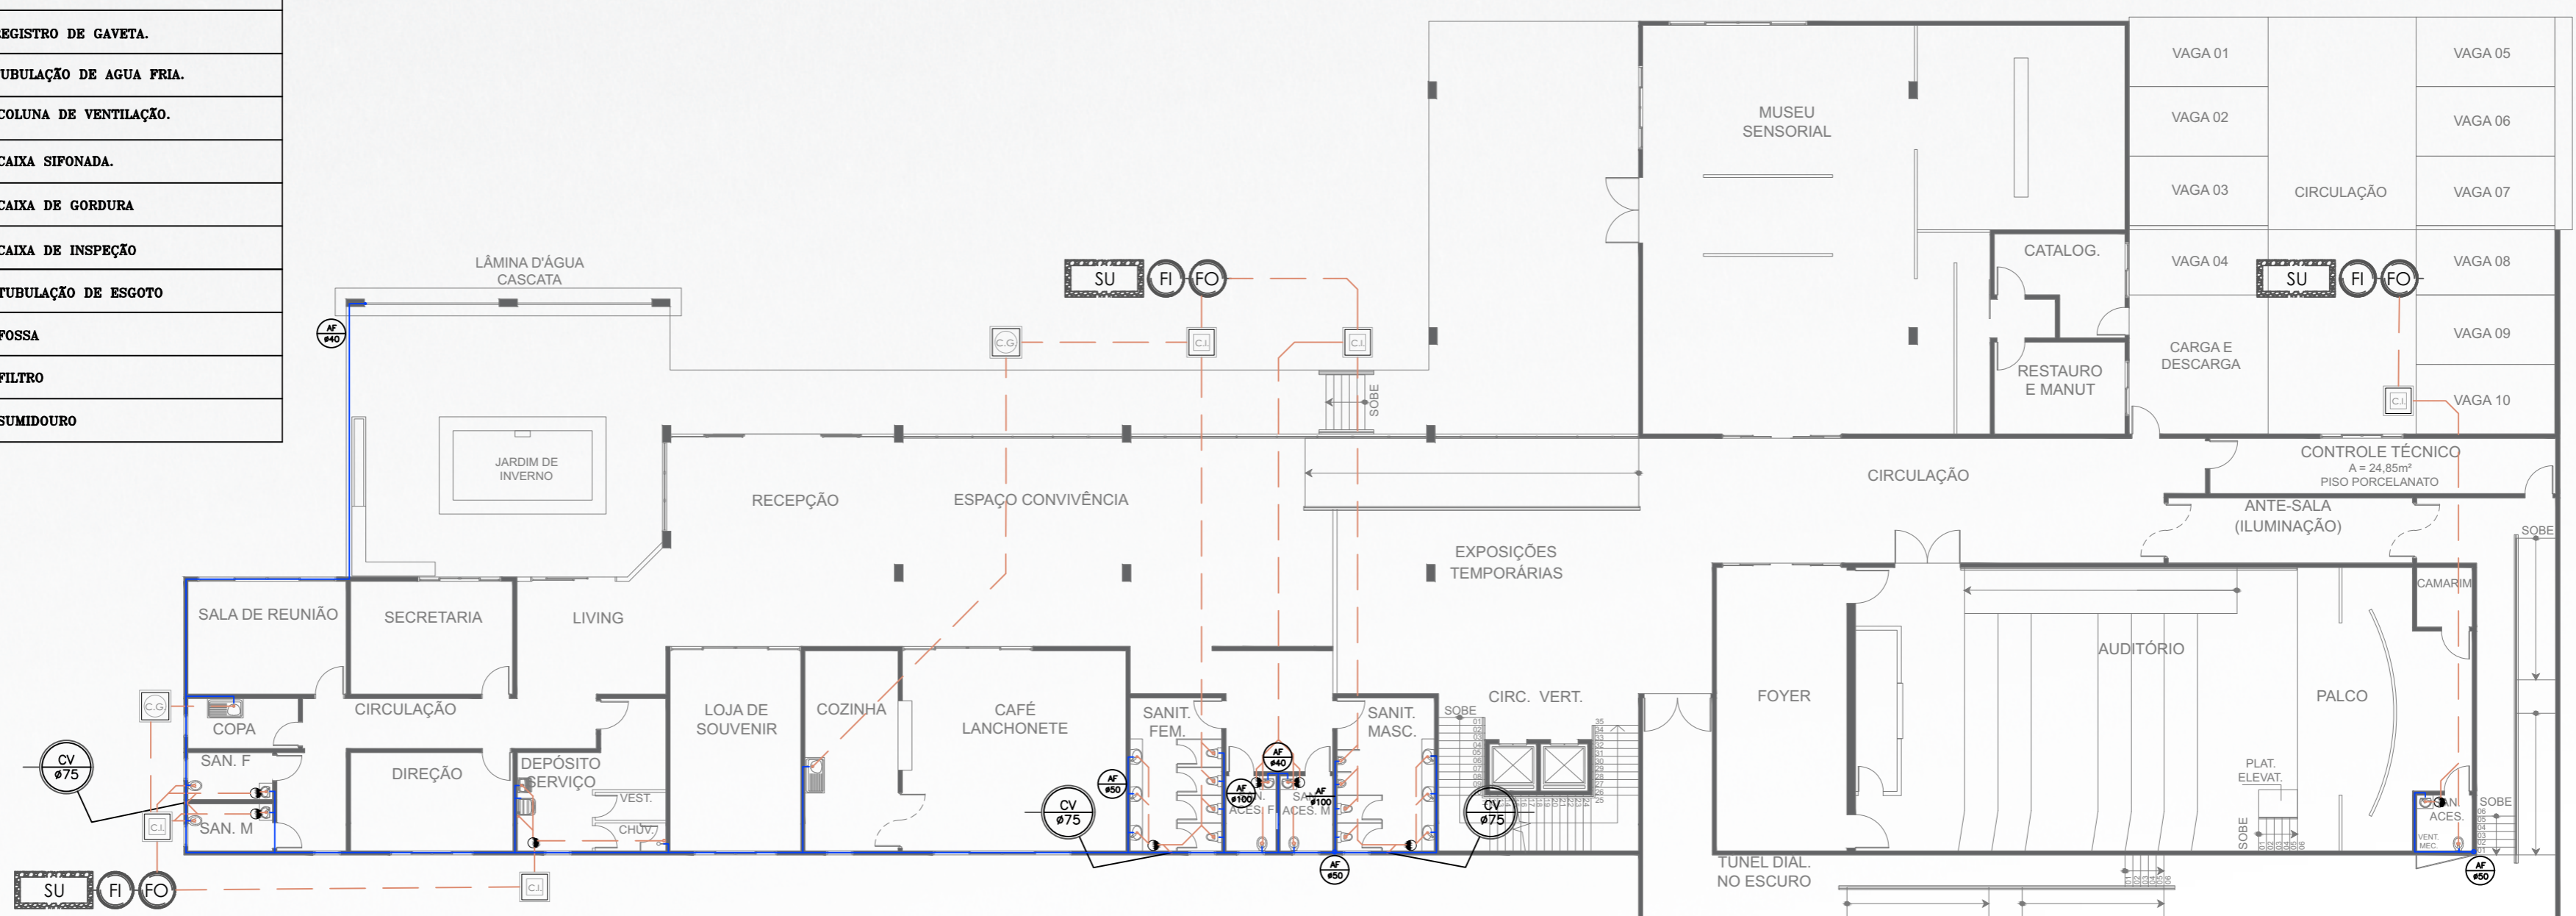 REGISTRO DE GAVETA.
TUBULAÇÃO DE AGUA FRIA.
COLUNA DE VENTILAÇÃO.
CAIXA SIFONADA.
CAIXA DE GORDURA
CAIXA DE INSPEÇÃO
TUBULAÇÃO DE ESGOTO
FOSSA
FILTRO
SUMIDOURO
LÂMINA D'ÁGUA
CASCATA
AF
ø40
JARDIM DE
INVERNO
SU FI FO
C.G.
C.I.
C.I.
SOBE
MUSEU
SENSORIAL
VAGA 01
VAGA 02
VAGA 03
VAGA 04
CIRCULAÇÃO
VAGA 05
VAGA 06
VAGA 07
VAGA 08
VAGA 09
VAGA 10
SU FI FO
C.I.
CATALOG.
RESTAURO
E MANUT
CARGA E
DESCARGA
RECEPÇÃO
ESPAÇO CONVIVÊNCIA
CIRCULAÇÃO
CONTROLE TÉCNICO
A = 24,85m²
PISO PORCELANATO
ANTE-SALA
(ILUMINAÇÃO)
SOBE
EXPOSIÇÕES
TEMPORÁRIAS
SALA DE REUNIÃO
SECRETARIA
LIVING
CAMARIM
AUDITÓRIO
C.G.
COPA
CIRCULAÇÃO
LOJA DE
SOUVENIR
COZINHA
CAFÉ
LANCHONETE
SANIT.
FEM.
SANIT.
MASC.
CIRC. VERT.
SOBE
FOYER
PALCO
CV
ø75
SAN. F
DIREÇÃO
DEPÓSITO
SERVIÇO
VEST.
CHUV.
SAN. M
C.I.
AF
ø50
CV
ø75
AF
ø40
AF
ø100
AF
ø100
ACES. F
ACES. M
CV
ø75
PLAT.
ELEVAT.
SOBE
SAN.
ACES.
VENT.
MEC.
SOBE
SU FI FO
C.I.
AF
ø50
TUNEL DIAL.
NO ESCURO
AF
ø50